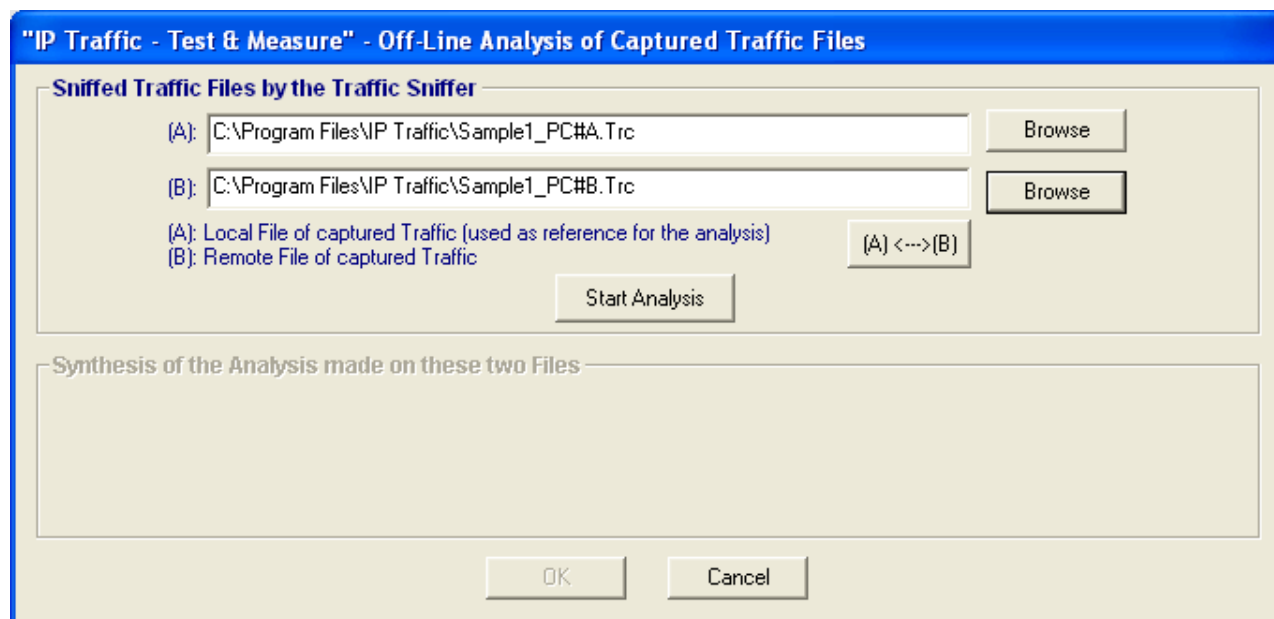 "IP Traffic - Test & Measure" - Off-Line Analysis of Captured Traffic Files
Sniffed Traffic Files by the Traffic Sniffer
(A): C:\Program Files\IP Traffic\Sample1_PC#A.Trc Browse
(B): C:\Program Files\IP Traffic\Sample1_PC#B.Trc Browse
(A): Local File of captured Traffic (used as reference for the analysis)
(B): Remote File of captured Traffic
(A) <--->(B)
Start Analysis
Synthesis of the Analysis made on these two Files
OK Cancel